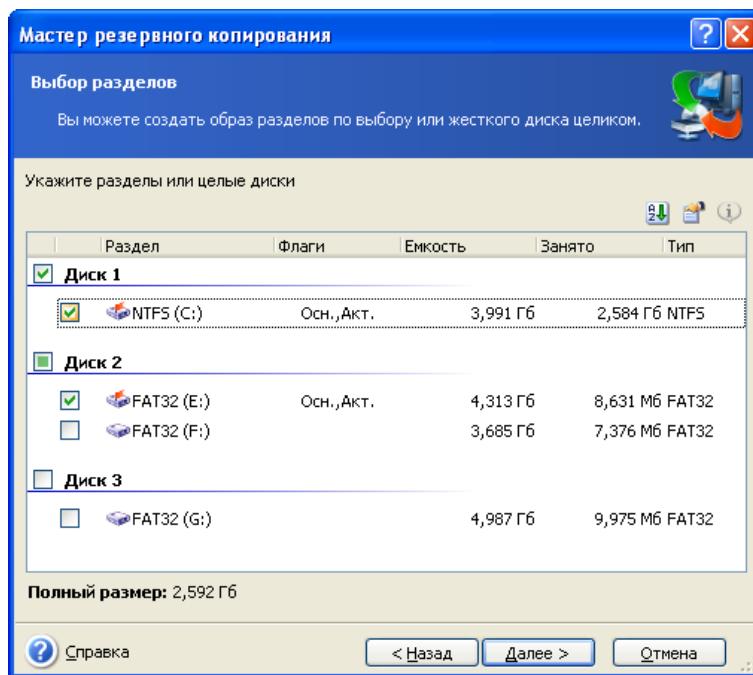 Мастер резервного копирования
Выбор разделов
Вы можете создать образ разделов по выбору или жесткого диска целиком.
Укажите разделы или целые диски
Раздел Флаги Емкость Занято Тип
Диск 1
NTFS (C:) Осн.,Акт. 3,991 Гб 2,584 Гб NTFS
Диск 2
FAT32 (E:) Осн.,Акт. 4,313 Гб 8,631 Мб FAT32
FAT32 (F:) 3,685 Гб 7,376 Мб FAT32
Диск 3
FAT32 (G:) 4,987 Гб 9,975 Мб FAT32
Полный размер: 2,592 Гб
Справка < Назад Далее > Отмена